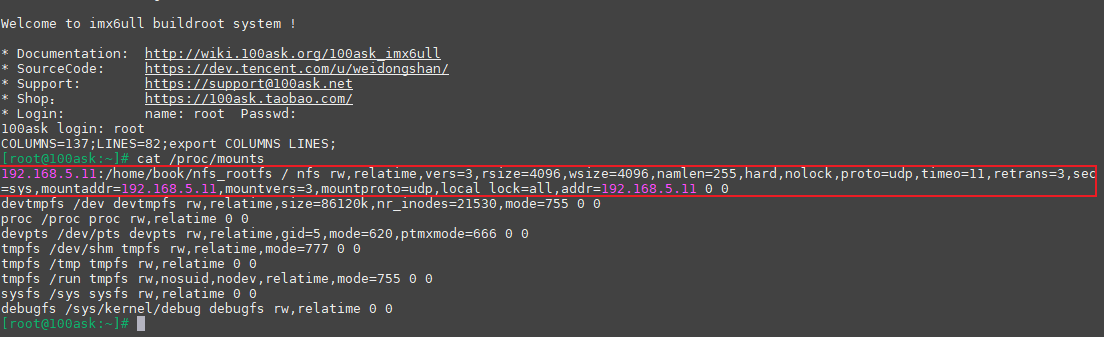 Welcome to imx6ull buildroot system !
* Documentation:  http://wiki.100ask.org/100ask_imx6ull
* SourceCode:     https://dev.tencent.com/u/weidongshan/
* Support:        https://support@100ask.net
* Shop：          https://100ask.taobao.com/
* Login:          name: root  Passwd:
100ask login: root
COLUMNS=137;LINES=82;export COLUMNS LINES;
[root@100ask:~]# cat /proc/mounts
192.168.5.11:/home/book/nfs_rootfs / nfs rw,relatime,vers=3,rsize=4096,wsize=4096,namlen=255,hard,nolock,proto=udp,timeo=11,retrans=3,sec
=sys,mountaddr=192.168.5.11,mountvers=3,mountproto=udp,local_lock=all,addr=192.168.5.11 0 0
devtmpfs /dev devtmpfs rw,relatime,size=86120k,nr_inodes=21530,mode=755 0 0
proc /proc proc rw,relatime 0 0
devpts /dev/pts devpts rw,relatime,gid=5,mode=620,ptmxmode=666 0 0
tmpfs /dev/shm tmpfs rw,relatime,mode=777 0 0
tmpfs /tmp tmpfs rw,relatime 0 0
tmpfs /run tmpfs rw,nosuid,nodev,relatime,mode=755 0 0
sysfs /sys sysfs rw,relatime 0 0
debugfs /sys/kernel/debug debugfs rw,relatime 0 0
[root@100ask:~]#